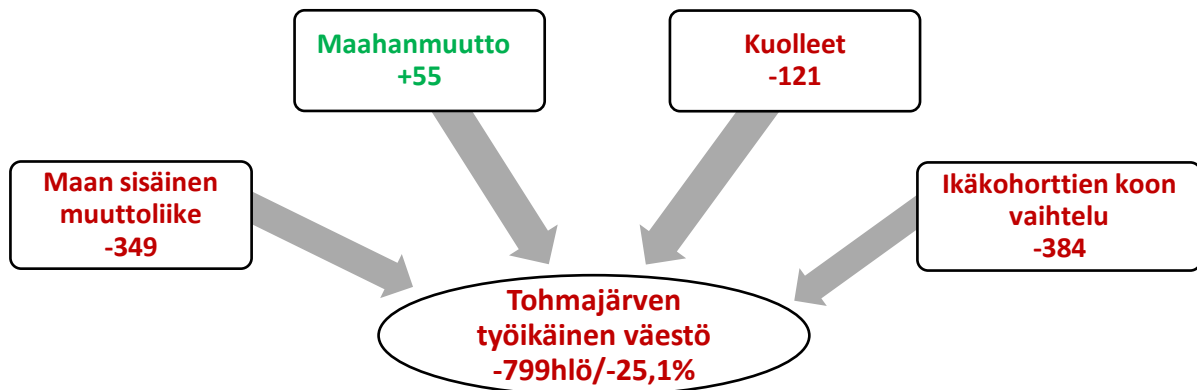 Maahanmuutto
+55
Kuolleet
-121
Maan sisäinen
muuttoliike
-349
Ikäkohorttien koon
vaihtelu
-384
Tohmajärven
työikäinen väestö
-799hlö/-25,1%